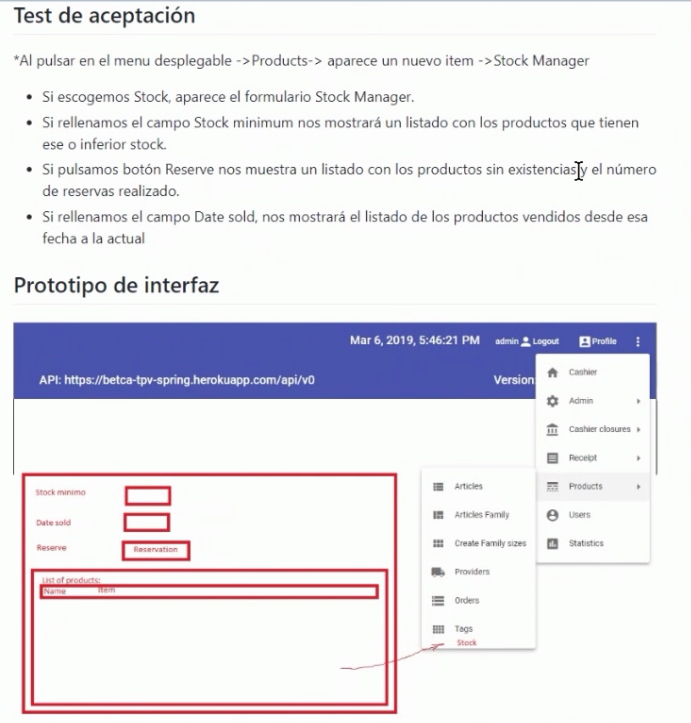 Test de aceptación
*Al pulsar en el menu desplegable ->Products-> aparece un nuevo item ->Stock Manager
• Si escogemos Stock, aparece el formulario Stock Manager.
• Si rellenamos el campo Stock minimum nos mostrará un listado con los productos que tienen
ese o inferior stock.
• Si pulsamos botón Reserve nos muestra un listado con los productos sin existencias y el número
de reservas realizado.
• Si rellenamos el campo Date sold, nos mostrará el listado de los productos vendidos desde esa
fecha a la actual
Prototipo de interfaz
Mar 6, 2019, 5:46:21 PM admin Logout Profile
API: https://betca-tpv-spring.herokuapp.com/api/v0 Version
Cashier
Admin
Cashier closures
Receipt
Products
Users
Statistics
Articles
Articles Family
Create Family sizes
Providers
Orders
Tags
Stock
Stock minimo
Date sold
Reserve Reservation
List of products:
Name Item